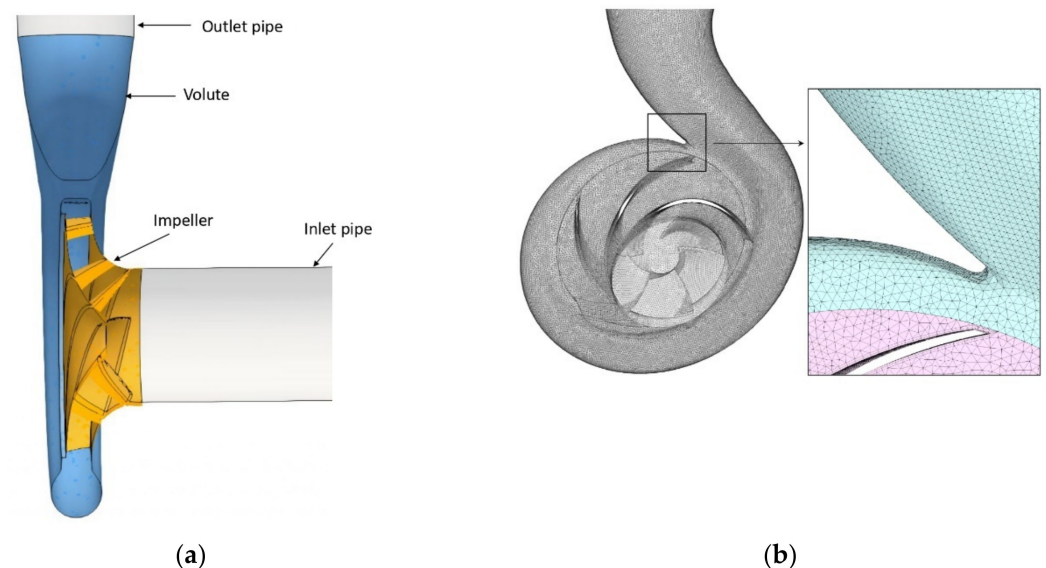 Outlet pipe
Volute
Impeller
Inlet pipe
(a)
(b)